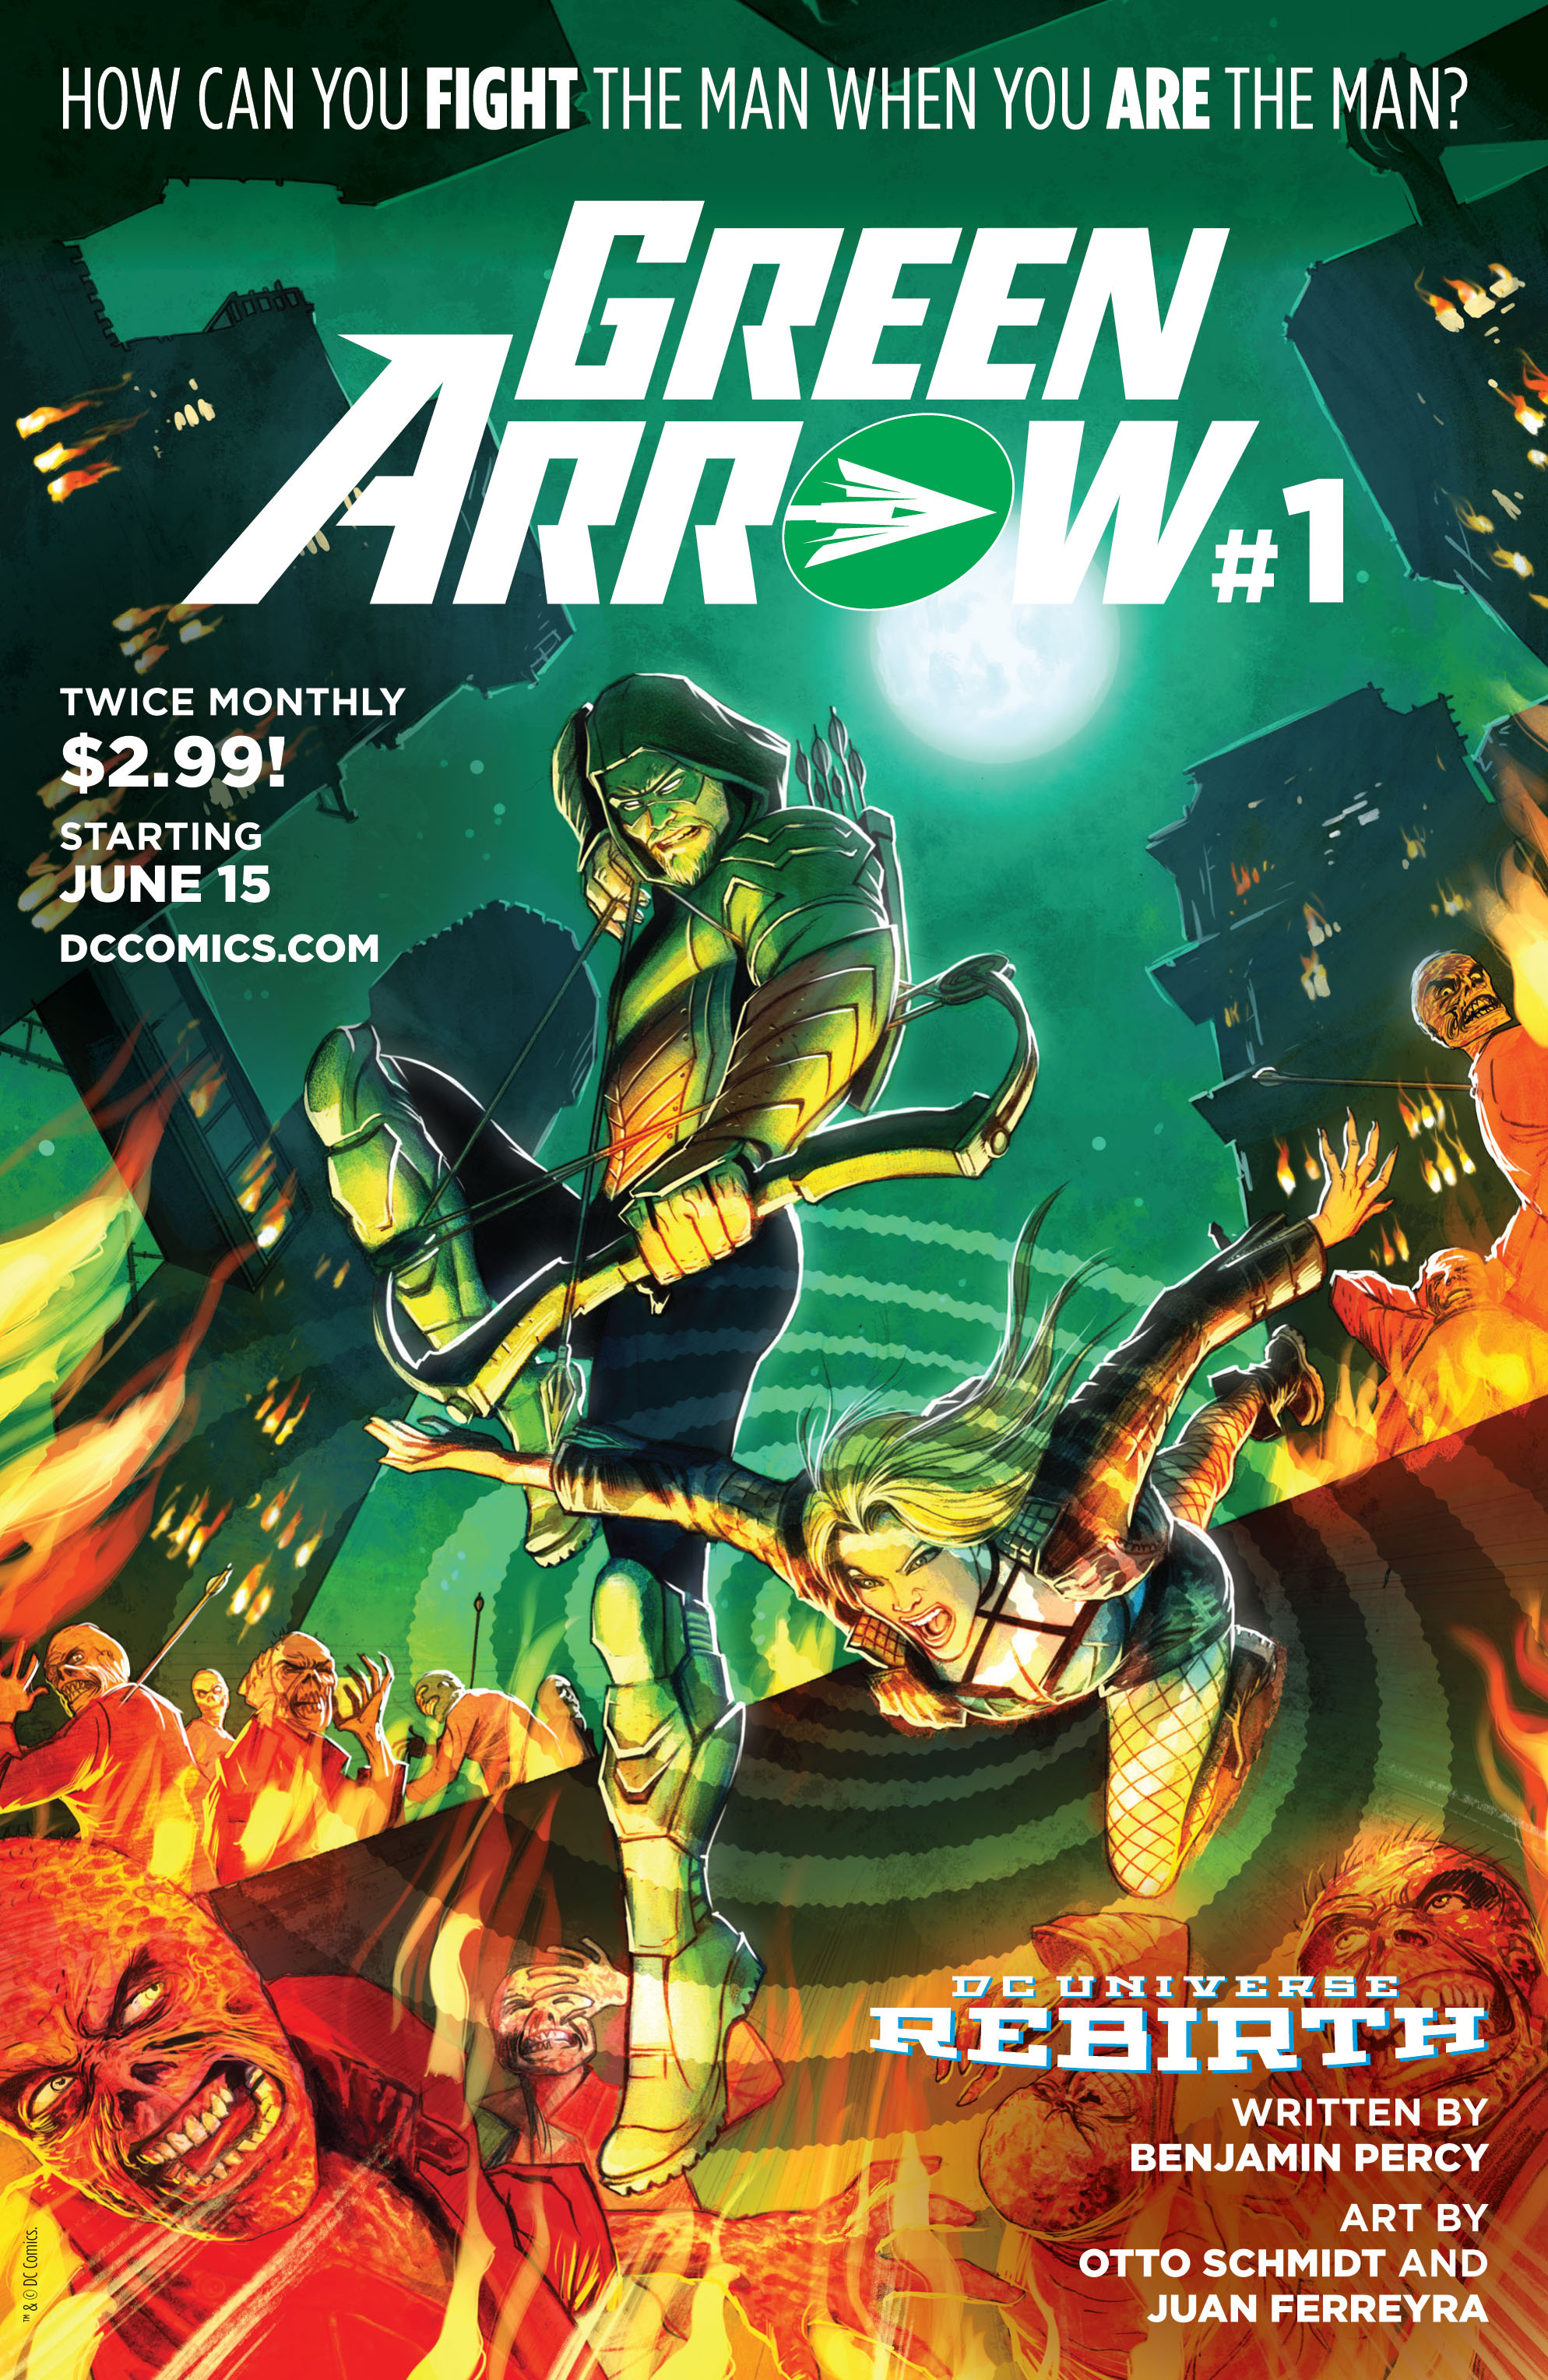 HOW CAN YOU FIGHT THE MAN WHEN YOU ARE THE MAN?
GREEN
ARROW #1
TWICE MONTHLY
$2.99!
STARTING
JUNE 15
DCCOMICS.COM
DC UNIVERSE
REBIRTH
WRITTEN BY
BENJAMIN PERCY
ART BY
OTTO SCHMIDT AND
JUAN FERREYRA
™ & © DC Comics.